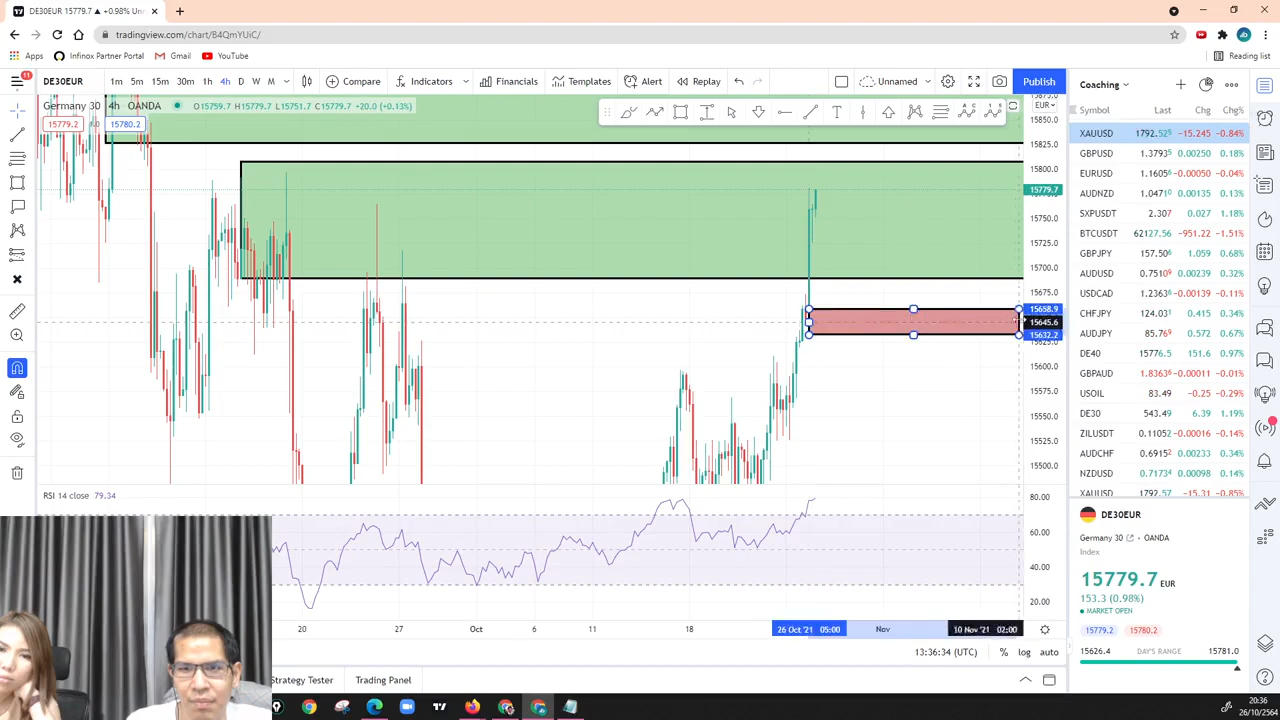 DE30EUR 15779.7 ▲ +0.98% Unn
tradingview.com/chart/B4QmYUiC/
Apps Infinox Partner Portal Gmail YouTube Reading list
11
DE30EUR 1m 5m 15m 30m 1h 4h D W M Compare Indicators Financials Templates Alert Replay Unnamed Publish
Coaching
Germany 30 4h OANDA O15759.7 H15779.7 L15751.7 C15779.7 +20.0 (+0.13%)
EUR
15779.2 15780.2
15850.0
15825.0
15800.0
15779.7
15750.0
15725.0
15700.0
15675.0
15658.9
15645.6
15632.2
15600.0
15575.0
15550.0
15525.0
15500.0
Symbol Last Chg Chg%
XAUUSD 1792.525 -15.245 -0.84%
GBPUSD 1.37935 0.00250 0.18%
EURUSD 1.16056 -0.00050 -0.04%
AUDNZD 1.04710 0.00135 0.13%
SXPUSDT 2.307 0.027 1.18%
BTCUSDT 62127.56 -951.22 -1.51%
GBPJPY 157.506 1.059 0.68%
AUDUSD 0.75109 0.00239 0.32%
USDCAD 1.23636 -0.00139 -0.11%
CHFJPY 124.031 0.415 0.34%
AUDJPY 85.769 0.572 0.67%
DE40 15776.5 151.6 0.97%
GBPAUD 1.83636 -0.00011 -0.01%
USOIL 83.49 -0.25 -0.29%
DE30 543.49 6.39 1.19%
ZILUSDT 0.11052 -0.00016 -0.14%
AUDCHF 0.69152 0.00233 0.34%
NZDUSD 0.71734 0.00098 0.14%
XAUUSD 1792.57 -15.31 -0.85%
RSI 14 close 79.34
80.00
60.00
40.00
20.00
20 27 Oct 6 11 18 26 Oct '21 05:00 Nov 10 Nov '21 02:00
13:36:34 (UTC) % log auto
Strategy Tester Trading Panel
DE30EUR
Germany 30 OANDA
Index
15779.7 EUR
153.3 (0.98%)
MARKET OPEN
15779.2 15780.2
15626.4 DAY'S RANGE 15781.0
20:36
26/10/2564